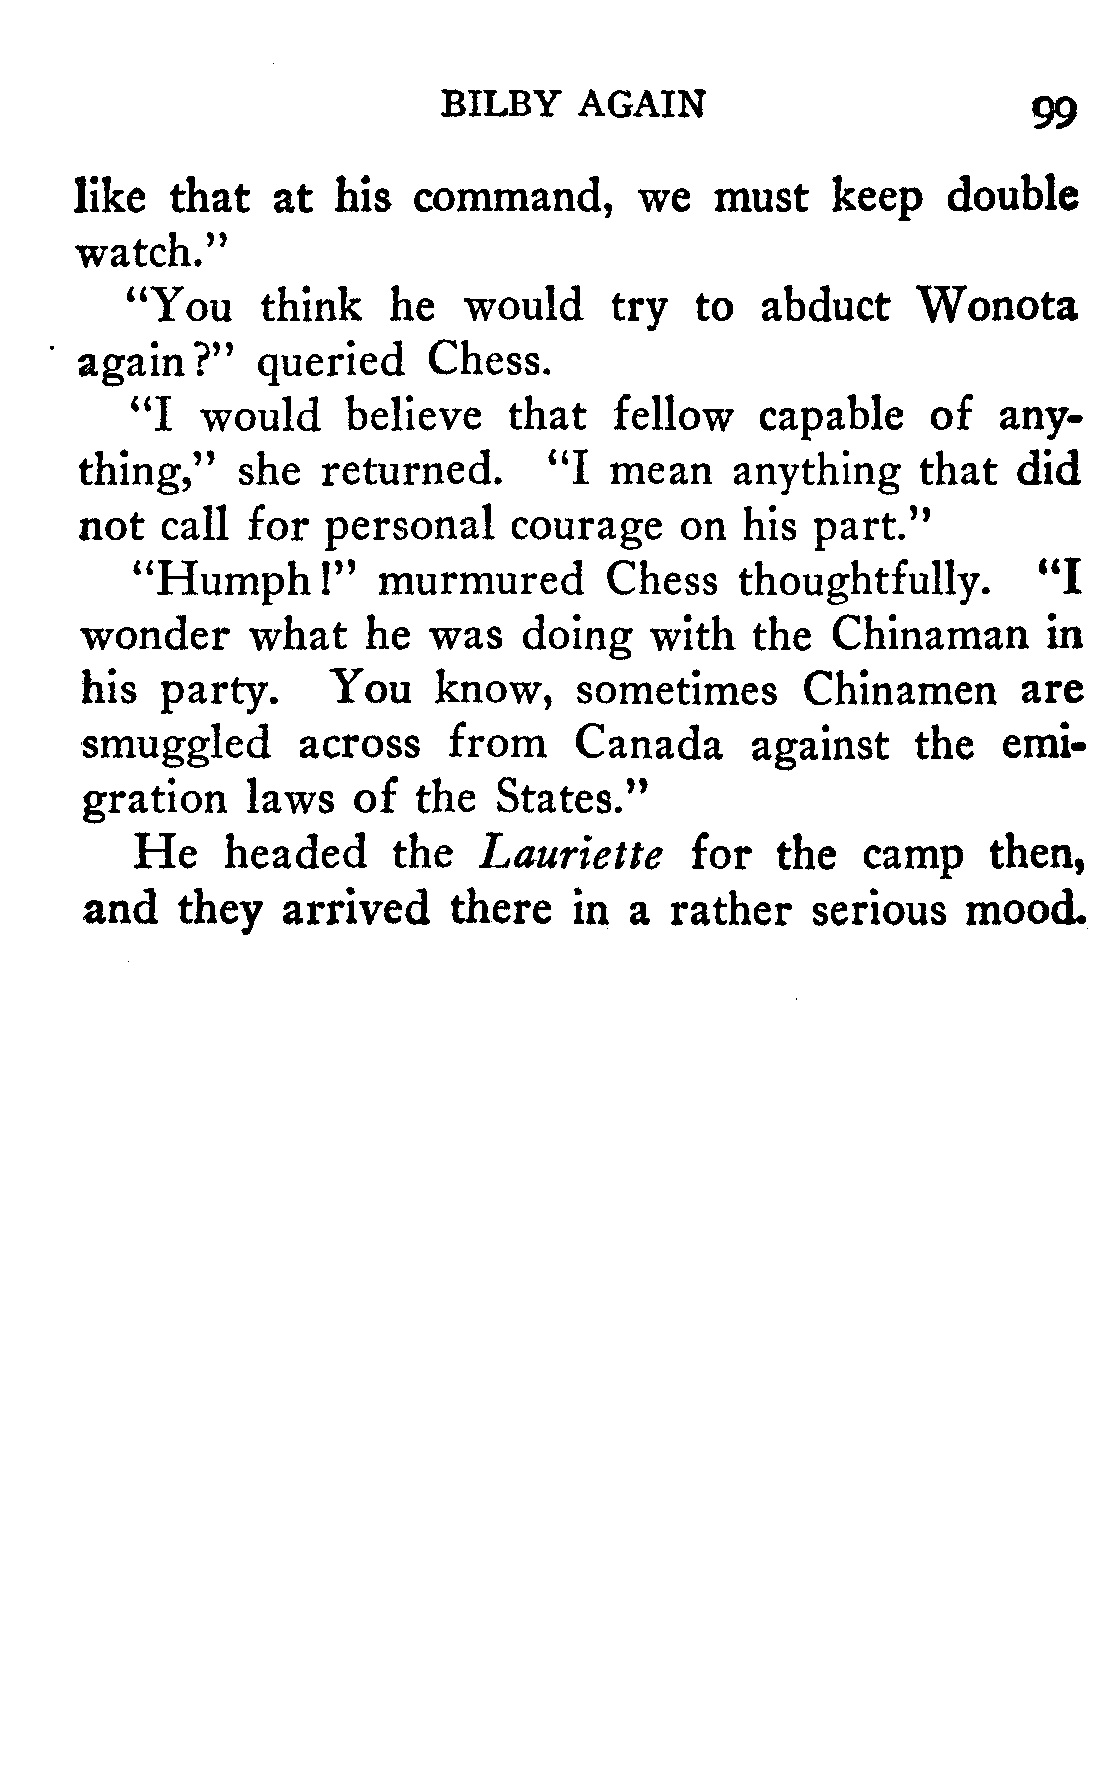 BILBY AGAIN 99
like that at his command, we must keep double
watch."
"You think he would try to abduct Wonota
again?" queried Chess.
"I would believe that fellow capable of any-
thing," she returned. "I mean anything that did
not call for personal courage on his part."
"Humph!" murmured Chess thoughtfully. "I
wonder what he was doing with the Chinaman in
his party. You know, sometimes Chinamen are
smuggled across from Canada against the emi-
gration laws of the States."
He headed the Lauriette for the camp then,
and they arrived there in a rather serious mood.